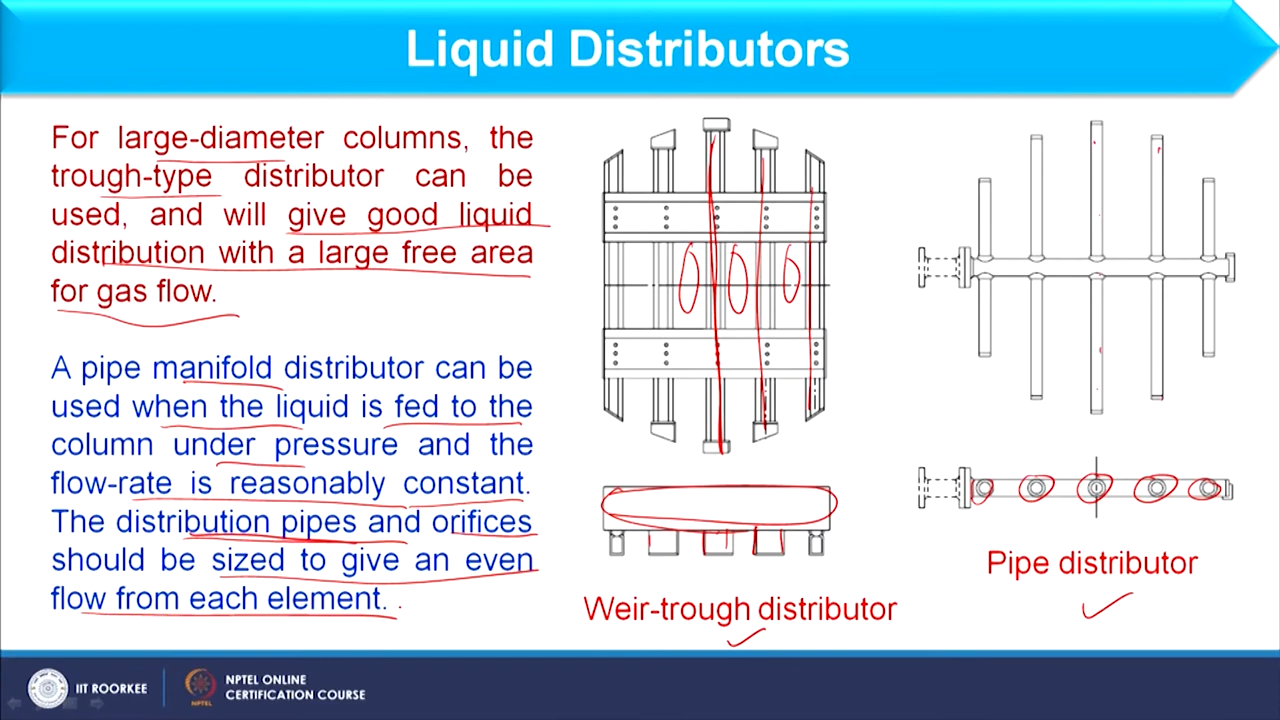 Liquid Distributors
For large-diameter columns, the
trough-type distributor can be
used, and will give good liquid
distribution with a large free area
for gas flow.
A pipe manifold distributor can be
used when the liquid is fed to the
column under pressure and the
flow-rate is reasonably constant.
The distribution pipes and orifices
should be sized to give an even
flow from each element.
Weir-trough distributor
Pipe distributor
IIT ROORKEE
NPTEL
NPTEL ONLINE
CERTIFICATION COURSE